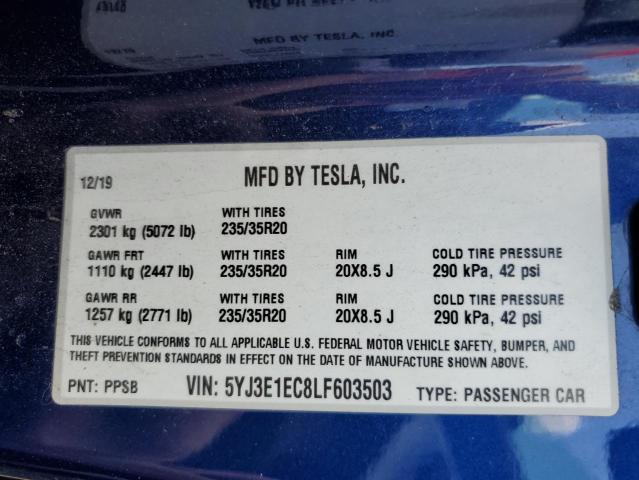 MFD BY TESLA, INC.
12/19 MFD BY TESLA, INC.
GVWR WITH TIRES
2301 kg (5072 lb) 235/35R20
GAWR FRT WITH TIRES RIM COLD TIRE PRESSURE
1110 kg (2447 lb) 235/35R20 20X8.5 J 290 kPa, 42 psi
GAWR RR WITH TIRES RIM COLD TIRE PRESSURE
1257 kg (2771 lb) 235/35R20 20X8.5 J 290 kPa, 42 psi
THIS VEHICLE CONFORMS TO ALL APPLICABLE U.S. FEDERAL MOTOR VEHICLE SAFETY, BUMPER, AND
THEFT PREVENTION STANDARDS IN EFFECT ON THE DATE OF MANUFACTURE SHOWN ABOVE.
PNT: PPSB VIN: 5YJ3E1EC8LF603503 TYPE: PASSENGER CAR